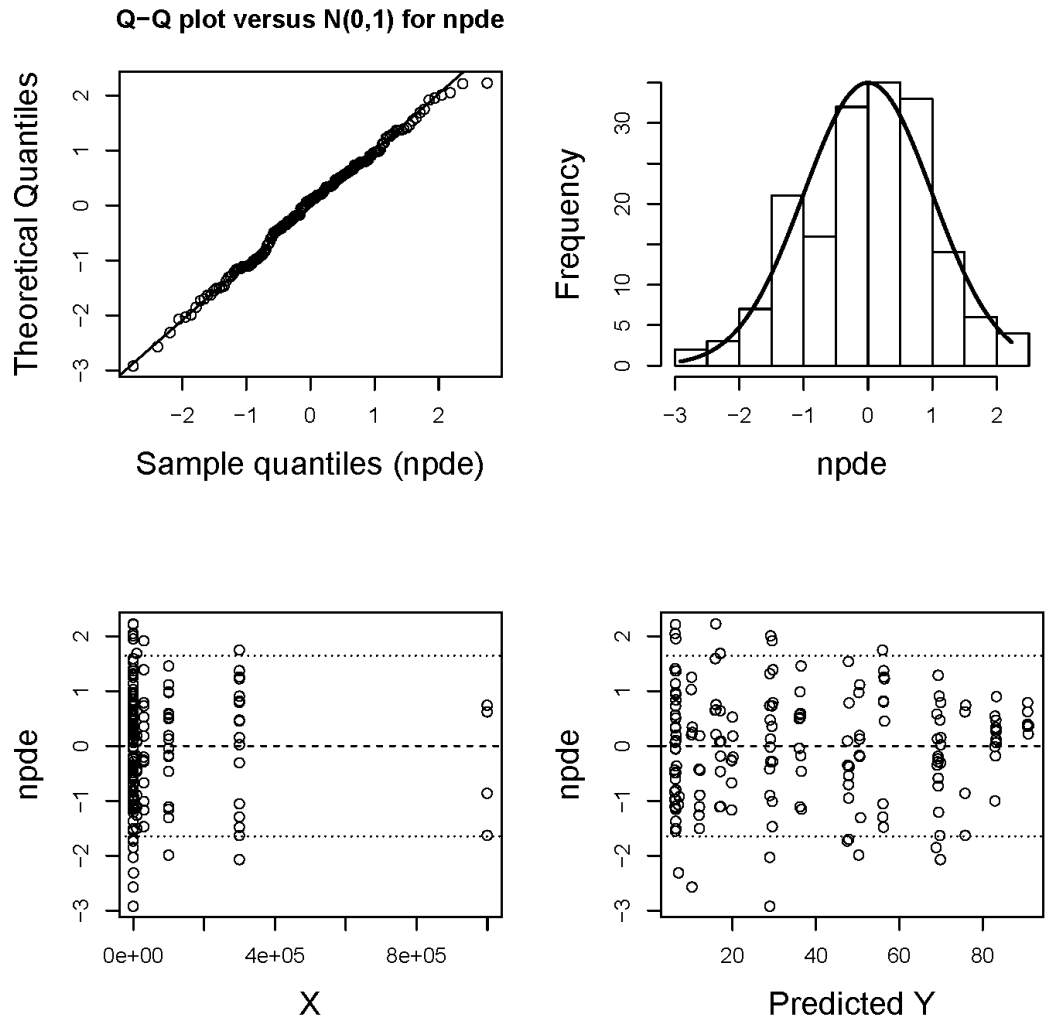 Q−Q plot versus N(0,1) for npde
Theoretical Quantiles
2
1
0
−1
−2
−3
−2 −1 0 1 2
Sample quantiles (npde)
Frequency
30
20
10
5
0
−3 −2 −1 0 1 2
npde
npde
2
1
0
−1
−2
−3
0e+00 4e+05 8e+05
X
npde
2
1
0
−1
−2
−3
20 40 60 80
Predicted Y